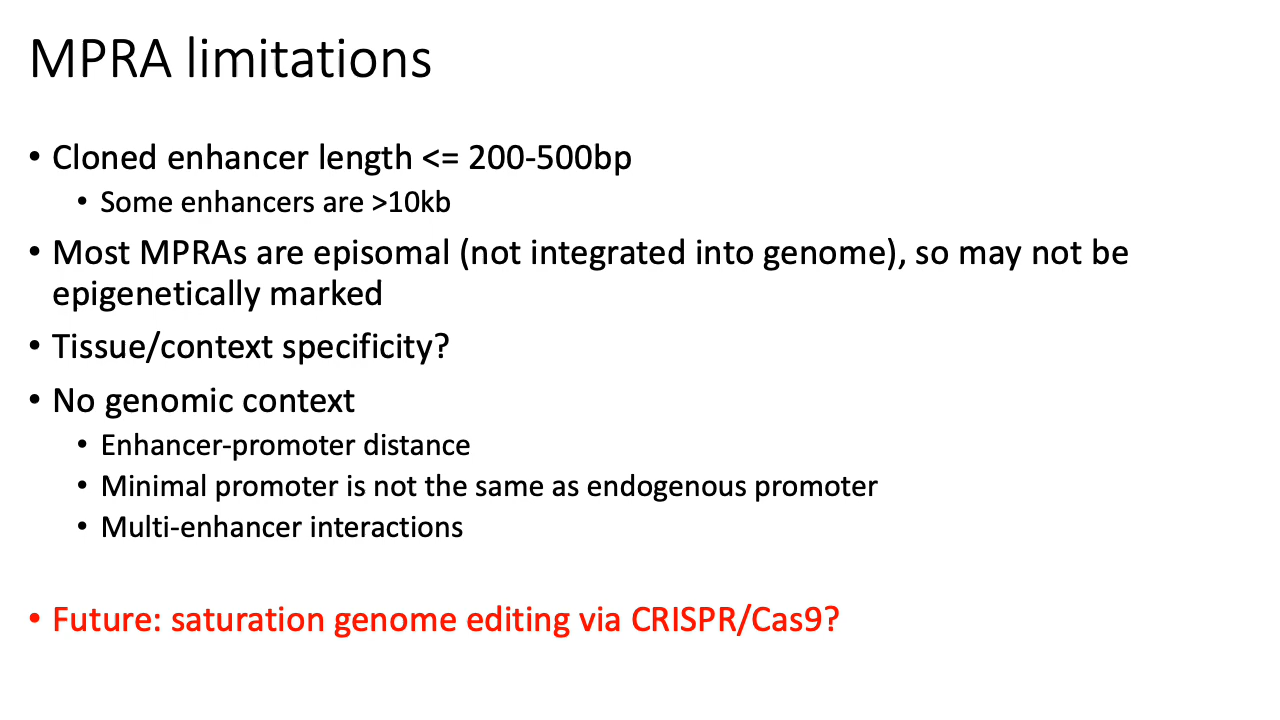 MPRA limitations
• Cloned enhancer length <= 200-500bp
• Some enhancers are >10kb
• Most MPRAs are episomal (not integrated into genome), so may not be
epigenetically marked
• Tissue/context specificity?
• No genomic context
• Enhancer-promoter distance
• Minimal promoter is not the same as endogenous promoter
• Multi-enhancer interactions
• Future: saturation genome editing via CRISPR/Cas9?